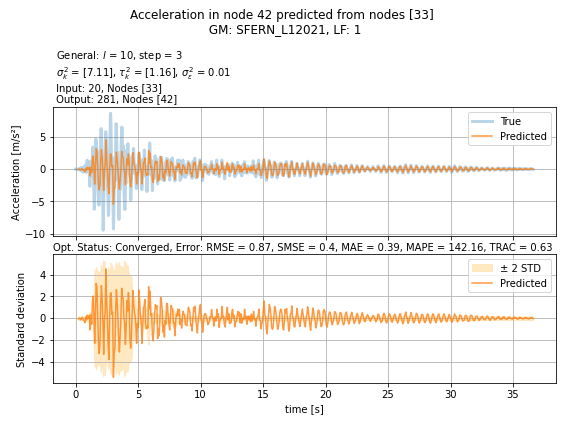 Acceleration in node 42 predicted from nodes [33]
GM: SFERN_L12021, LF: 1
General: l = 10, step = 3
σ²ₖ = [7.11], τ²ₖ = [1.16], σ²ε = 0.01
Input: 20, Nodes [33]
Output: 281, Nodes [42]
Acceleration [m/s²]
5
0
−5
−10
True
Predicted
Opt. Status: Converged, Error: RMSE = 0.87, SMSE = 0.4, MAE = 0.39, MAPE = 142.16, TRAC = 0.63
Standard deviation
4
2
0
−2
−4
± 2 STD
Predicted
0 5 10 15 20 25 30 35
time [s]